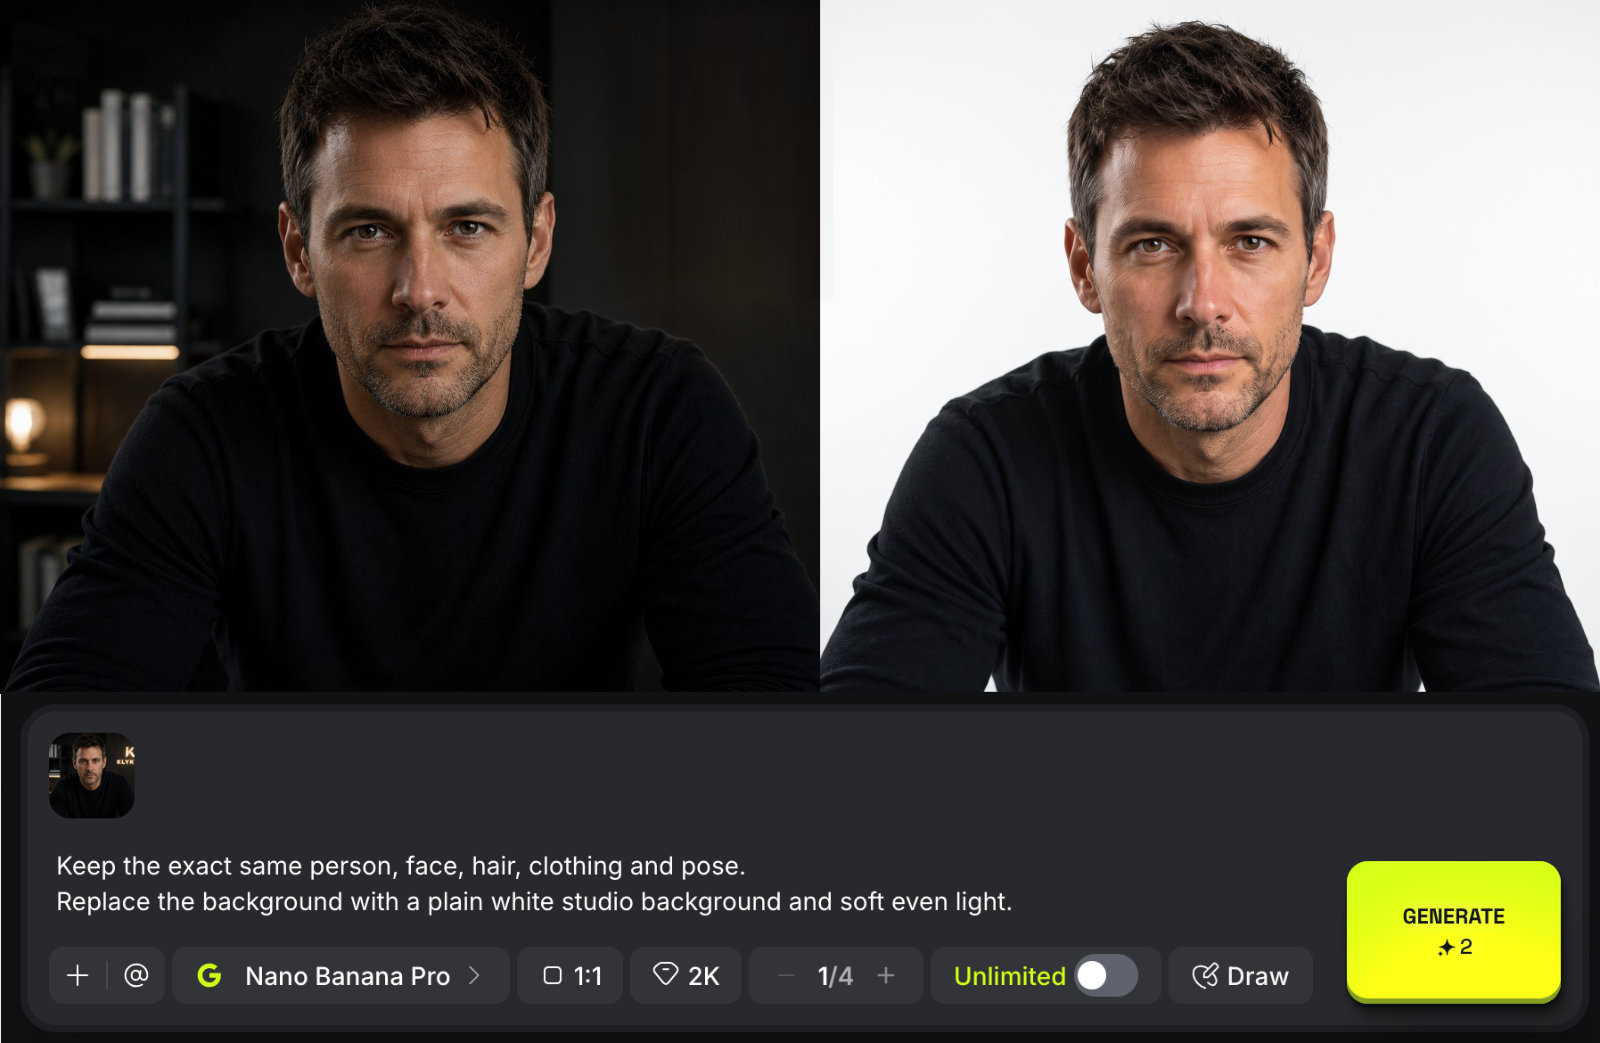 K
KLYK
Keep the exact same person, face, hair, clothing and pose.
Replace the background with a plain white studio background and soft even light.
GENERATE
2
@
G
Nano Banana Pro
1:1
2K
1/4
Unlimited
Draw